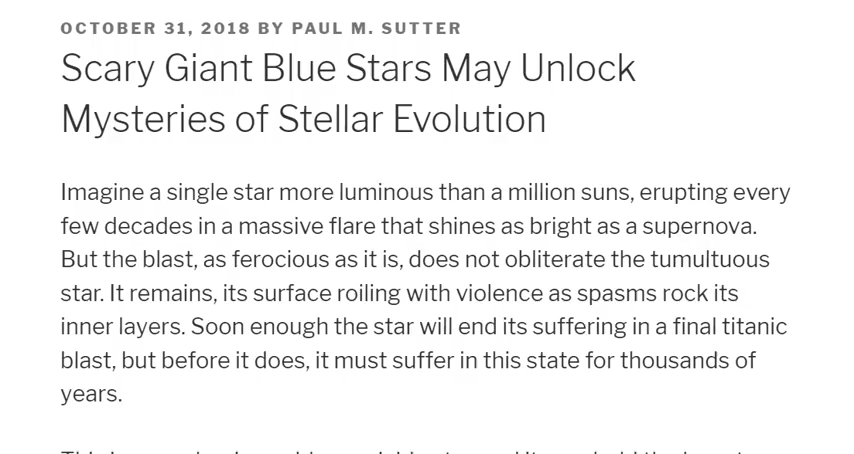 OCTOBER 31, 2018 BY PAUL M. SUTTER
Scary Giant Blue Stars May Unlock
Mysteries of Stellar Evolution
Imagine a single star more luminous than a million suns, erupting every
few decades in a massive flare that shines as bright as a supernova.
But the blast, as ferocious as it is, does not obliterate the tumultuous
star. It remains, its surface roiling with violence as spasms rock its
inner layers. Soon enough the star will end its suffering in a final titanic
blast, but before it does, it must suffer in this state for thousands of
years.